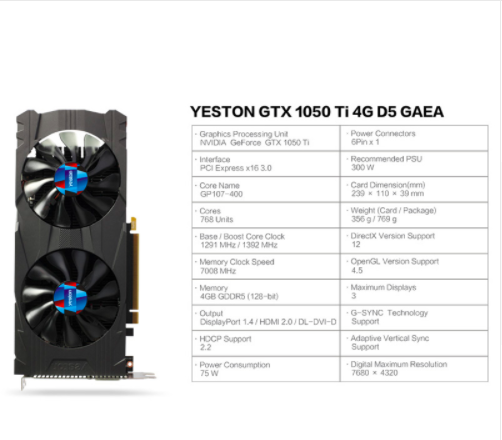 YESTON GTX 1050 Ti 4G D5 GAEA
· Graphics Processing Unit
NVIDIA GeForce GTX 1050 Ti
· Power Connectors
6Pin x 1
· Interface
PCI Express x16 3.0
· Recommended PSU
300 W
· Core Name
GP107-400
· Card Dimension(mm)
239 × 110 × 39 mm
· Cores
768 Units
· Weight (Card / Package)
356 g / 769 g
· Base / Boost Core Clock
1291 MHz / 1392 MHz
· DirectX Version Support
12
· Memory Clock Speed
7008 MHz
· OpenGL Version Support
4.5
· Memory
4GB GDDR5 (128-bit)
· Maximum Displays
3
· Output
DisplayPort 1.4 / HDMI 2.0 / DL-DVI-D
· G-SYNC Technology
Support
· HDCP Support
2.2
· Adaptive Vertical Sync
Support
· Power Consumption
75 W
· Digital Maximum Resolution
7680 × 4320
yeston
yeston